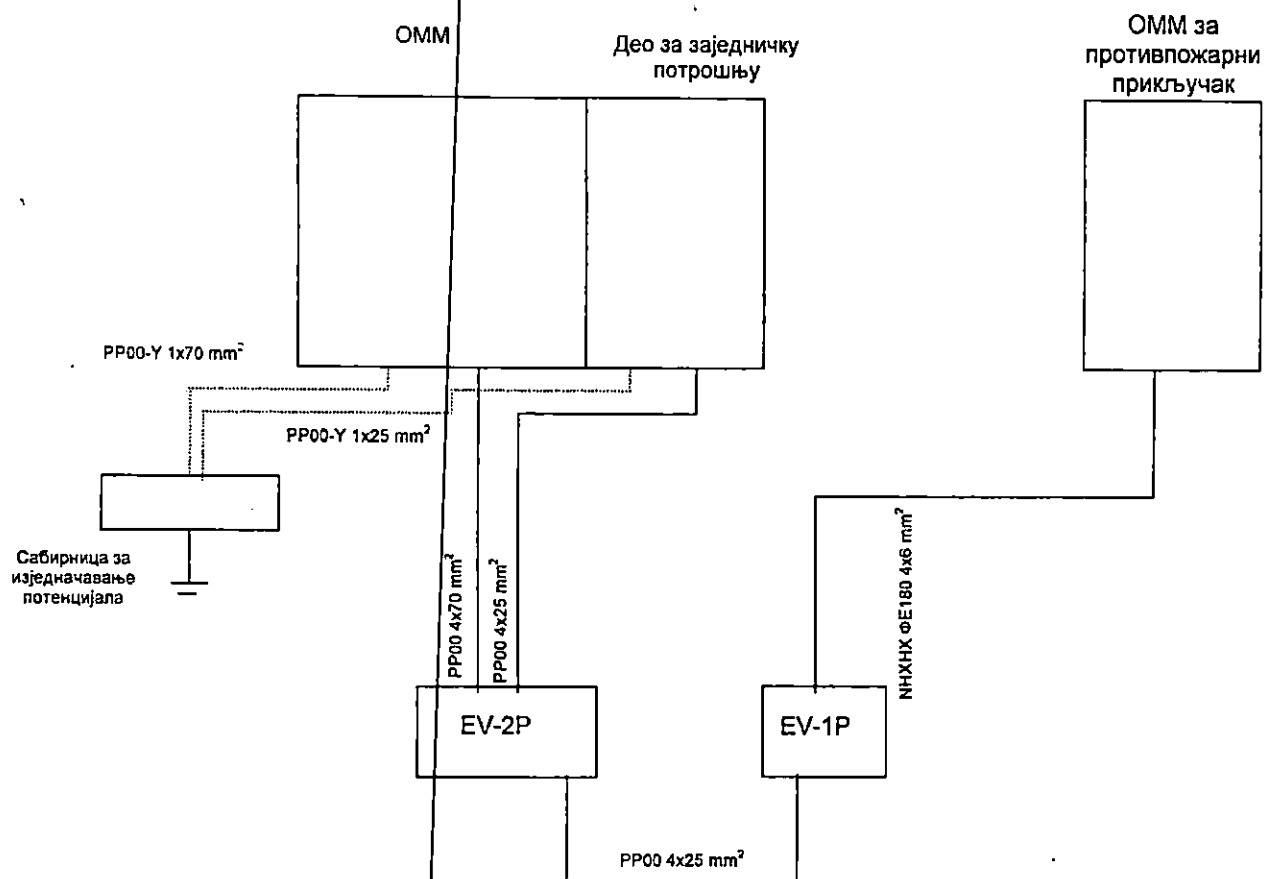 ОММ
Део за заједничку
потрошњу
ОММ за
противпожарни
прикључак
PP00-Y 1x70 mm²
PP00-Y 1x25 mm²
Сабирница за
изједначавање
потенцијала
PP00 4x70 mm²
PP00 4x25 mm²
NHXHX ФЕ180 4x6 mm²
EV-2P
EV-1P
PP00 4x25 mm²